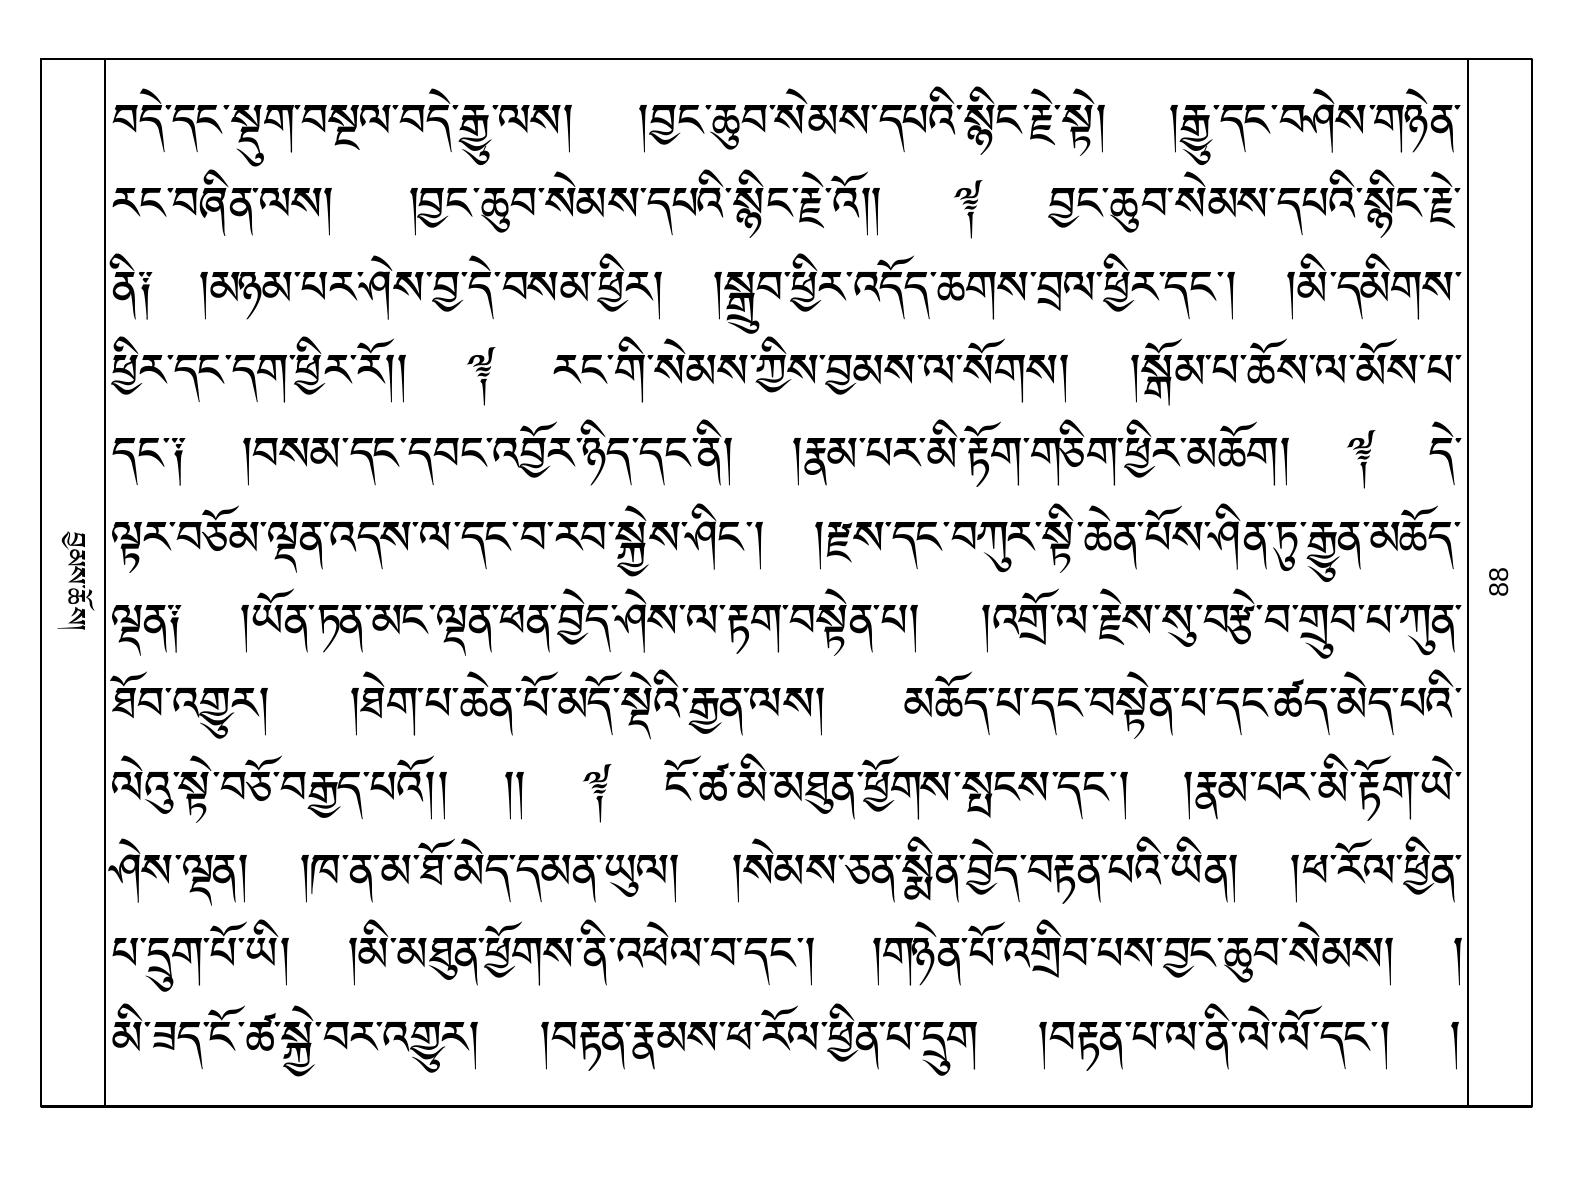 བདེ་དང་སྡུག་བསྔལ་བདེ་རྒྱུ་ལས། །བྱང་ཆུབ་སེམས་དཔའི་སྙིང་རྗེ་སྟེ། །རྒྱུ་དང་བཤེས་གཉེན་
རང་བཞིན་ལས། །བྱང་ཆུབ་སེམས་དཔའི་སྙིང་རྗེ་འོ།། ༈ བྱང་ཆུབ་སེམས་དཔའི་སྙིང་རྗེ་
ནི༑ །མཉམ་པར་ཤེས་བྱ་དེ་བསམ་ཕྱིར། །སྒྲུབ་ཕྱིར་འདོད་ཆགས་བྲལ་ཕྱིར་དང་། །མི་དམིགས་
ཕྱིར་དང་དག་ཕྱིར་རོ།། ༈ རང་གི་སེམས་ཀྱིས་བྱམས་ལ་སོགས། །སྒོམ་པ་ཆོས་ལ་མོས་པ་
དང་༑ །བསམ་དང་དབང་འབྱོར་ཉིད་དང་ནི། །རྣམ་པར་མི་རྟོག་གཅིག་ཕྱིར་མཆོག། ༈ དེ་
ལྟར་བཅོམ་ལྡན་འདས་ལ་དང་བ་རབ་སྐྱེས་ཤིང་། །རྫས་དང་བཀུར་སྟི་ཆེན་པོས་ཤིན་ཏུ་རྒྱུན་མཆོད་
ལྡན༑ །ཡོན་ཏན་མང་ལྡན་ཕན་བྱེད་ཤེས་ལ་རྟག་བསྟེན་པ། །འགྲོ་ལ་རྗེས་སུ་བརྩེ་བ་གྲུབ་པ་ཀུན་
ཐོབ་འགྱུར། །ཐེག་པ་ཆེན་པོ་མདོ་སྡེའི་རྒྱན་ལས། མཆོད་པ་དང་བསྟེན་པ་དང་ཚད་མེད་པའི་
ལེའུ་སྟེ་བཅོ་བརྒྱད་པའོ།། །། ༈ ངོ་ཚ་མི་མཐུན་ཕྱོགས་སྤངས་དང་། །རྣམ་པར་མི་རྟོག་ཡེ་
ཤེས་ལྡན། །ཁ་ན་མ་ཐོ་མེད་དམན་ཡུལ། །སེམས་ཅན་སྨིན་བྱེད་བརྟན་པའི་ཡིན། །ཕ་རོལ་ཕྱིན་
པ་དྲུག་པོ་ཡི། །མི་མཐུན་ཕྱོགས་ནི་འཕེལ་བ་དང་། །གཉེན་པོ་འགྲིབ་པས་བྱང་ཆུབ་སེམས། །
མི་ཟད་ངོ་ཚ་སྐྱེ་བར་འགྱུར། །བརྟན་རྣམས་ཕ་རོལ་ཕྱིན་པ་དྲུག །བརྟན་པ་ལ་ནི་ལེ་ལོ་དང་། །
བྱམས་ཆོས།
88